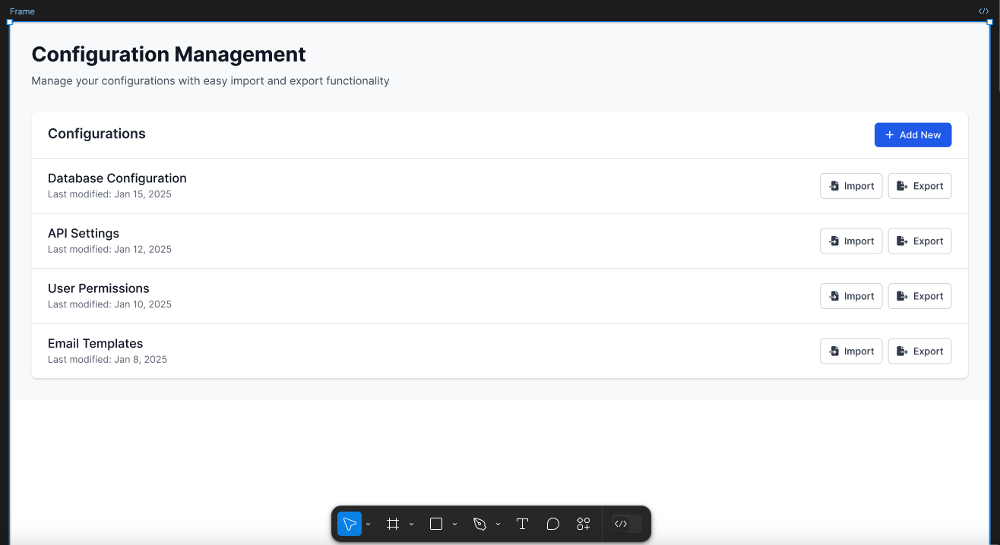 Frame
Configuration Management
Manage your configurations with easy import and export functionality
Configurations
+ Add New
Database Configuration
Last modified: Jan 15, 2025
Import
Export
API Settings
Last modified: Jan 12, 2025
Import
Export
User Permissions
Last modified: Jan 10, 2025
Import
Export
Email Templates
Last modified: Jan 8, 2025
Import
Export